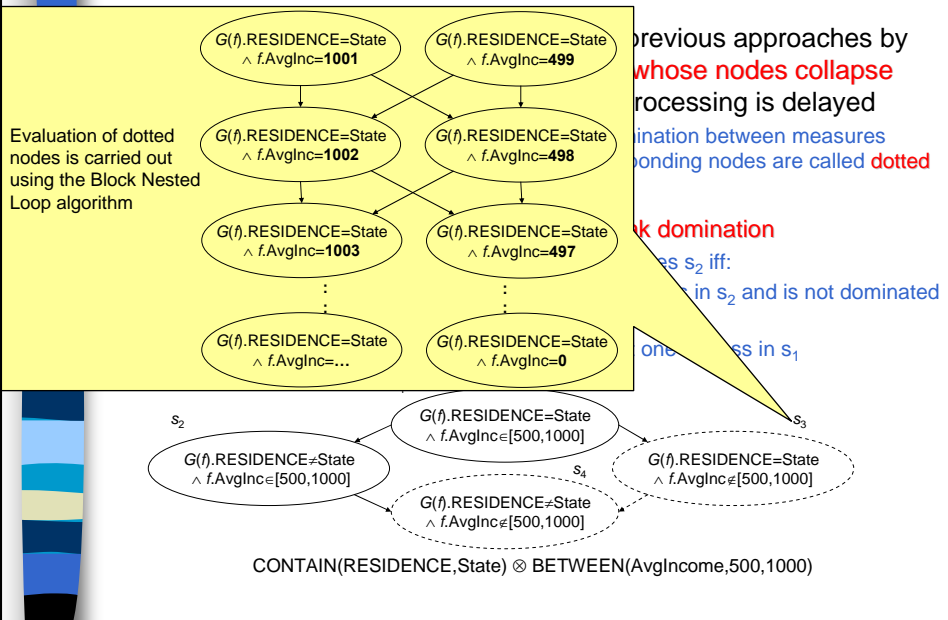 G(f).RESIDENCE=State
∧ f.AvgInc=1001
G(f).RESIDENCE=State
∧ f.AvgInc=499
G(f).RESIDENCE=State
∧ f.AvgInc=1002
G(f).RESIDENCE=State
∧ f.AvgInc=498
G(f).RESIDENCE=State
∧ f.AvgInc=1003
G(f).RESIDENCE=State
∧ f.AvgInc=497
:
:
:
:
G(f).RESIDENCE=State
∧ f.AvgInc=…
G(f).RESIDENCE=State
∧ f.AvgInc=0
Evaluation of dotted
nodes is carried out
using the Block Nested
Loop algorithm
previous approaches by
whose nodes collapse
processing is delayed
between measures
nodes are called dotted
domination
s₂ iff:
in s₂ and is not dominated
one
in s₁
G(f).RESIDENCE=State
∧ f.AvgInc∈[500,1000]
s₂
G(f).RESIDENCE≠State
∧ f.AvgInc∈[500,1000]
s₃
G(f).RESIDENCE=State
∧ f.AvgInc∉[500,1000]
s₄
G(f).RESIDENCE≠State
∧ f.AvgInc∉[500,1000]
CONTAIN(RESIDENCE,State) ⊗ BETWEEN(AvgIncome,500,1000)